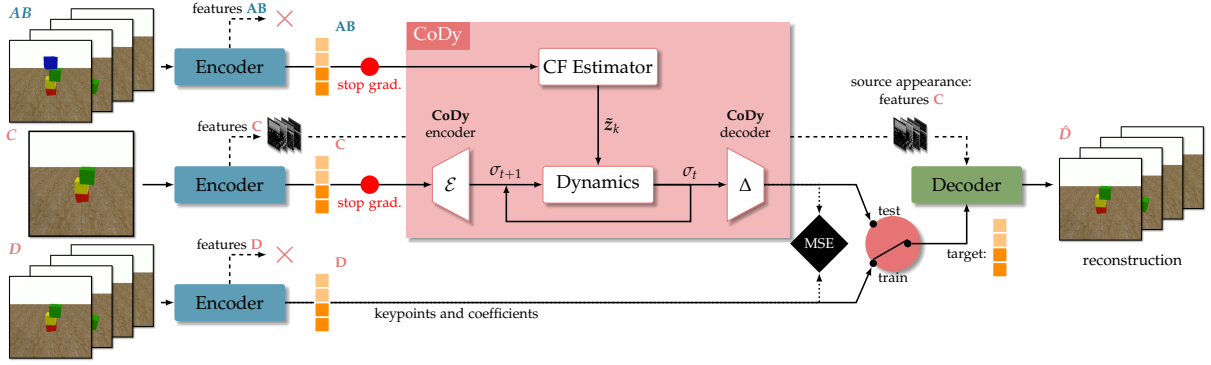 AB
features AB
Encoder
AB
stop grad.
CoDy
CF Estimator
z̃ₖ
C
features C
Encoder
C
stop grad.
CoDy
encoder
ℰ
σₜ₊₁
Dynamics
σₜ
CoDy
decoder
Δ
source appearance:
features C
Decoder
D̂
reconstruction
test
MSE
train
target:
D
features D
Encoder
D
keypoints and coefficients